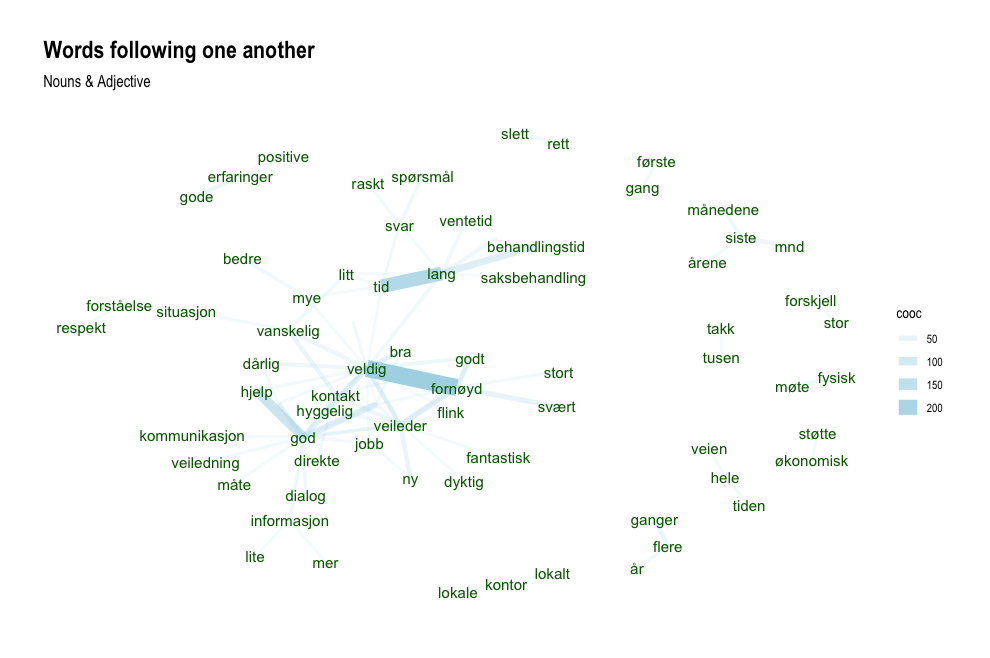 Words following one another
Nouns & Adjective
slett
rett
positive
erfaringer
gode
raskt
spørsmål
første
gang
svar
ventetid
månedene
siste
mnd
årene
behandlingstid
bedre
litt
tid
lang
saksbehandling
mye
forståelse
situasjon
respekt
vanskelig
forskjell
stor
takk
tusen
cooc
50
100
150
200
bra
godt
dårlig
veldig
stort
fornøyd
hjelp
kontakt
hyggelig
flink
svært
møte
fysisk
veileder
kommunikasjon
god
jobb
støtte
økonomisk
veien
veiledning
direkte
fantastisk
måte
ny
dyktig
hele
dialog
tiden
informasjon
ganger
flere
lite
mer
år
lokale
kontor
lokalt